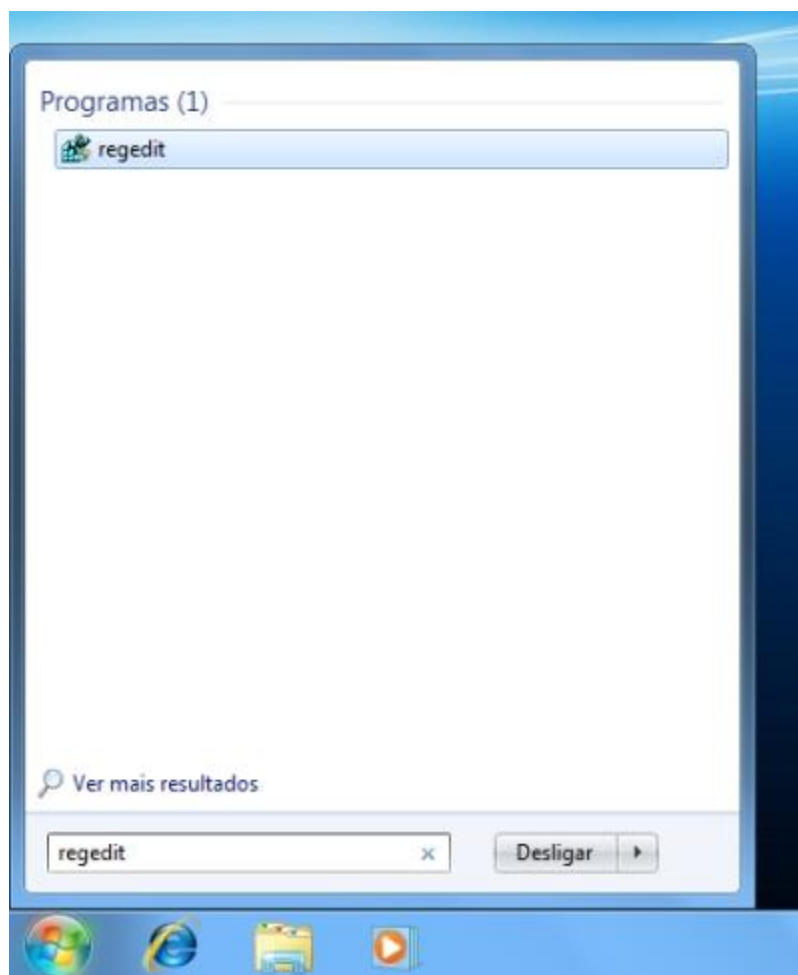 Programas (1)
regedit
Ver mais resultados
regedit
Desligar